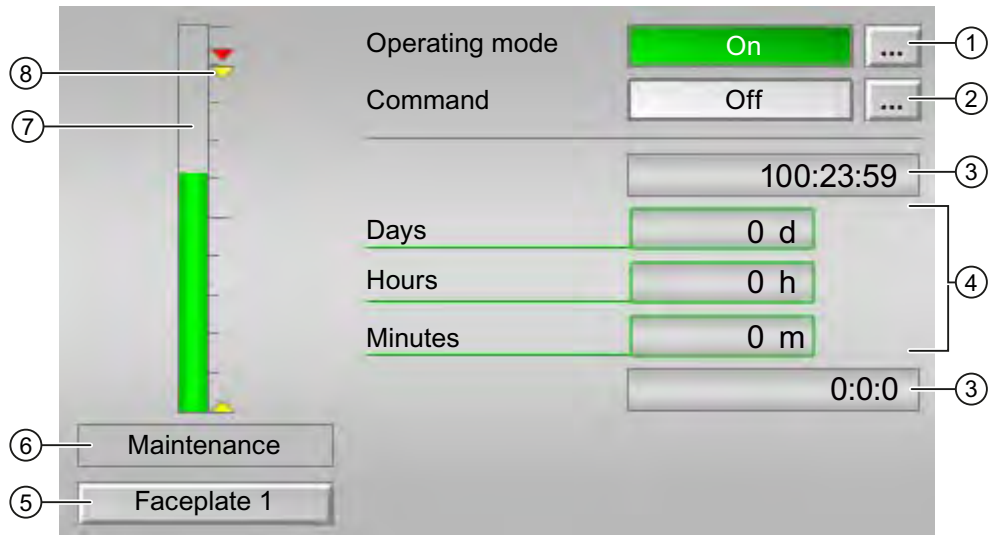 Operating mode On ... 1
Command Off ... 2
8
7
100:23:59 3
Days 0 d
Hours 0 h 4
Minutes 0 m
0:0:0 3
6 Maintenance
5 Faceplate 1